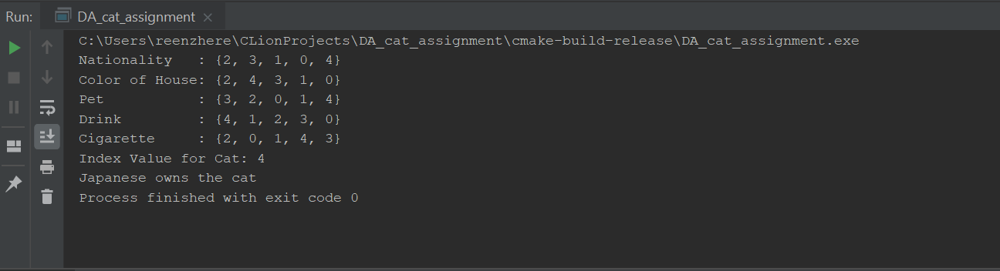 Run: DA_cat_assignment
C:\Users\reenzhere\CLionProjects\DA_cat_assignment\cmake-build-release\DA_cat_assignment.exe
Nationality   : {2, 3, 1, 0, 4}
Color of House: {2, 4, 3, 1, 0}
Pet           : {3, 2, 0, 1, 4}
Drink         : {4, 1, 2, 3, 0}
Cigarette     : {2, 0, 1, 4, 3}
Index Value for Cat: 4
Japanese owns the cat
Process finished with exit code 0